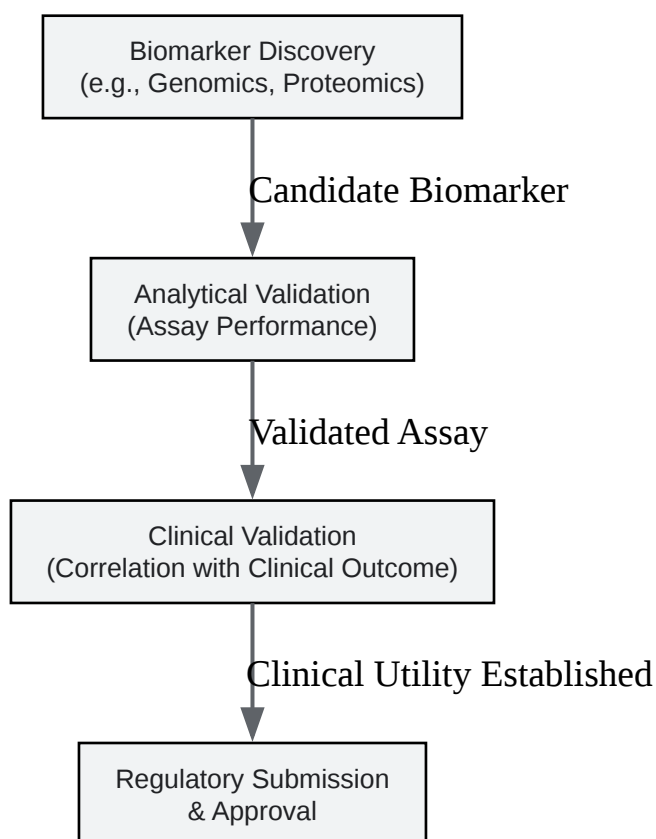 Biomarker Discovery
(e.g., Genomics, Proteomics)
Candidate Biomarker
Analytical Validation
(Assay Performance)
Validated Assay
Clinical Validation
(Correlation with Clinical Outcome)
Clinical Utility Established
Regulatory Submission
& Approval